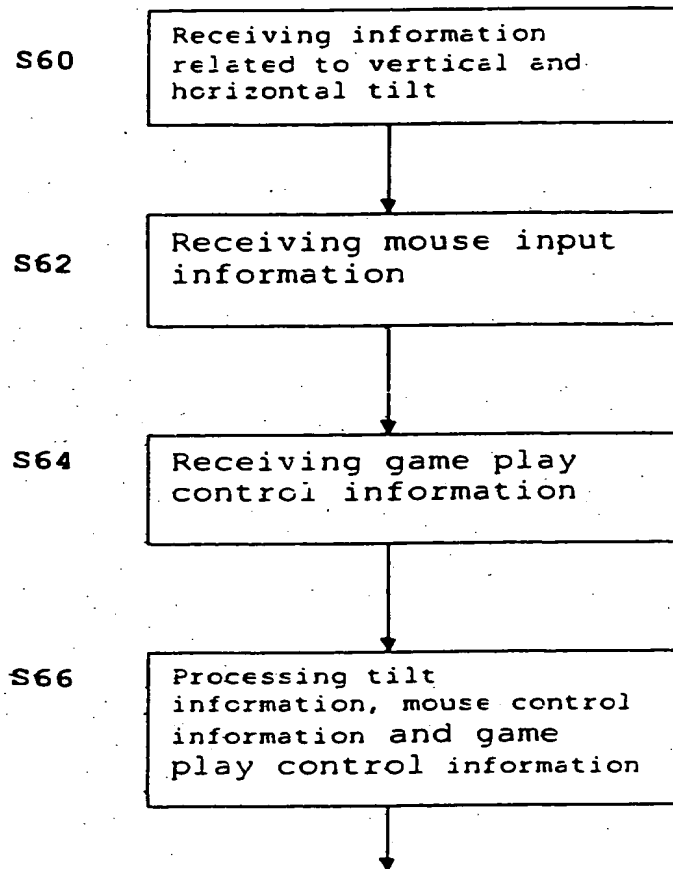 S60
Receiving information
related to vertical and
horizontal tilt
S62
Receiving mouse input
information
S64
Receiving game play
control information
S66
Processing tilt
information, mouse control
information and game
play control information